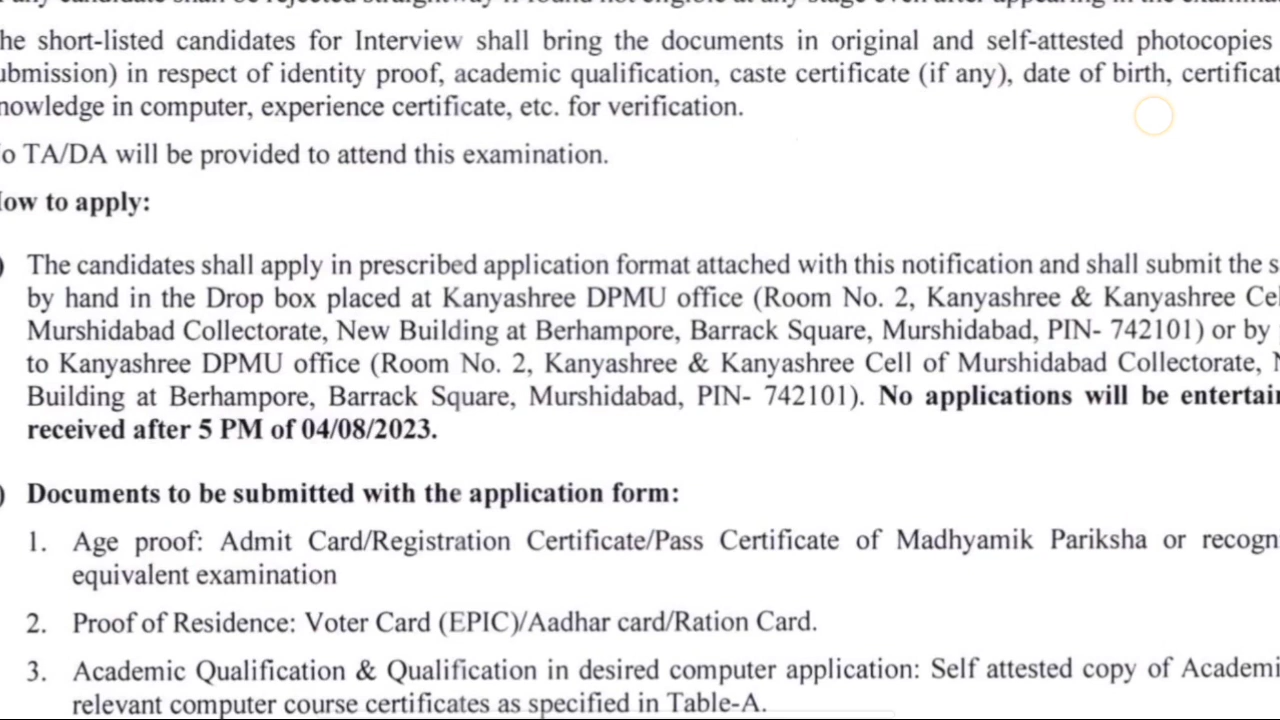 he short-listed candidates for Interview shall bring the documents in original and self-attested photocopies
ubmission) in respect of identity proof, academic qualification, caste certificate (if any), date of birth, certificat
nowledge in computer, experience certificate, etc. for verification.
o TA/DA will be provided to attend this examination.
ow to apply:
) The candidates shall apply in prescribed application format attached with this notification and shall submit the s
by hand in the Drop box placed at Kanyashree DPMU office (Room No. 2, Kanyashree & Kanyashree Cel
Murshidabad Collectorate, New Building at Berhampore, Barrack Square, Murshidabad, PIN- 742101) or by
to Kanyashree DPMU office (Room No. 2, Kanyashree & Kanyashree Cell of Murshidabad Collectorate, N
Building at Berhampore, Barrack Square, Murshidabad, PIN- 742101). No applications will be entertain
received after 5 PM of 04/08/2023.
) Documents to be submitted with the application form:
1. Age proof: Admit Card/Registration Certificate/Pass Certificate of Madhyamik Pariksha or recogn
equivalent examination
2. Proof of Residence: Voter Card (EPIC)/Aadhar card/Ration Card.
3. Academic Qualification & Qualification in desired computer application: Self attested copy of Academi
relevant computer course certificates as specified in Table-A.